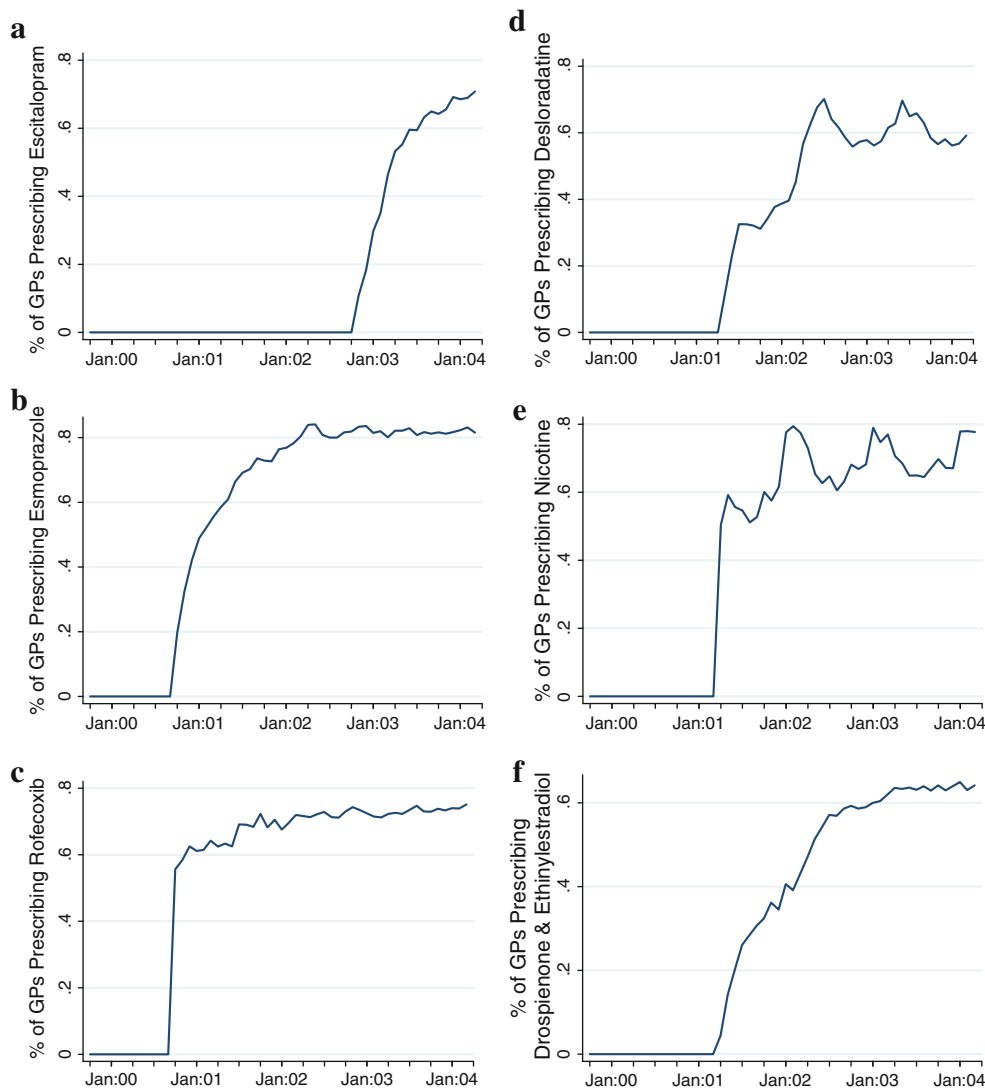 a
% of GPs Prescribing Escitalopram
.8
.6
.4
.2
0
Jan:00 Jan:01 Jan:02 Jan:03 Jan:04
b
% of GPs Prescribing Esmoprazole
.8
.6
.4
.2
0
Jan:00 Jan:01 Jan:02 Jan:03 Jan:04
c
% of GPs Prescribing Rofecoxib
.8
.6
.4
.2
0
Jan:00 Jan:01 Jan:02 Jan:03 Jan:04
d
% of GPs Prescribing Desloradatine
.8
.6
.4
.2
0
Jan:00 Jan:01 Jan:02 Jan:03 Jan:04
e
% of GPs Prescribing Nicotine
.8
.6
.4
.2
0
Jan:00 Jan:01 Jan:02 Jan:03 Jan:04
f
% of GPs Prescribing
Drospienone & Ethinylestradiol
.6
.4
.2
0
Jan:00 Jan:01 Jan:02 Jan:03 Jan:04